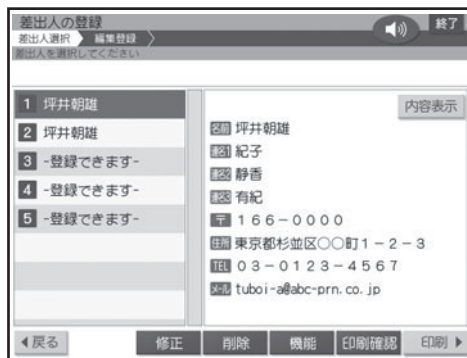 差出人の登録
終了
差出人選択 編集登録
差出人を選択してください
1 坪井朝雄
2 坪井朝雄
3 -登録できます-
4 -登録できます-
5 -登録できます-
内容表示
名前 坪井朝雄
連名1 紀子
連名2 静香
連名3 有紀
〒 166-0000
住所 東京都杉並区〇〇町1-2-3
TEL 03-0123-4567
メール tuboi-a@abc-prn.co.jp
戻る 修正 削除 機能 印刷確認 印刷